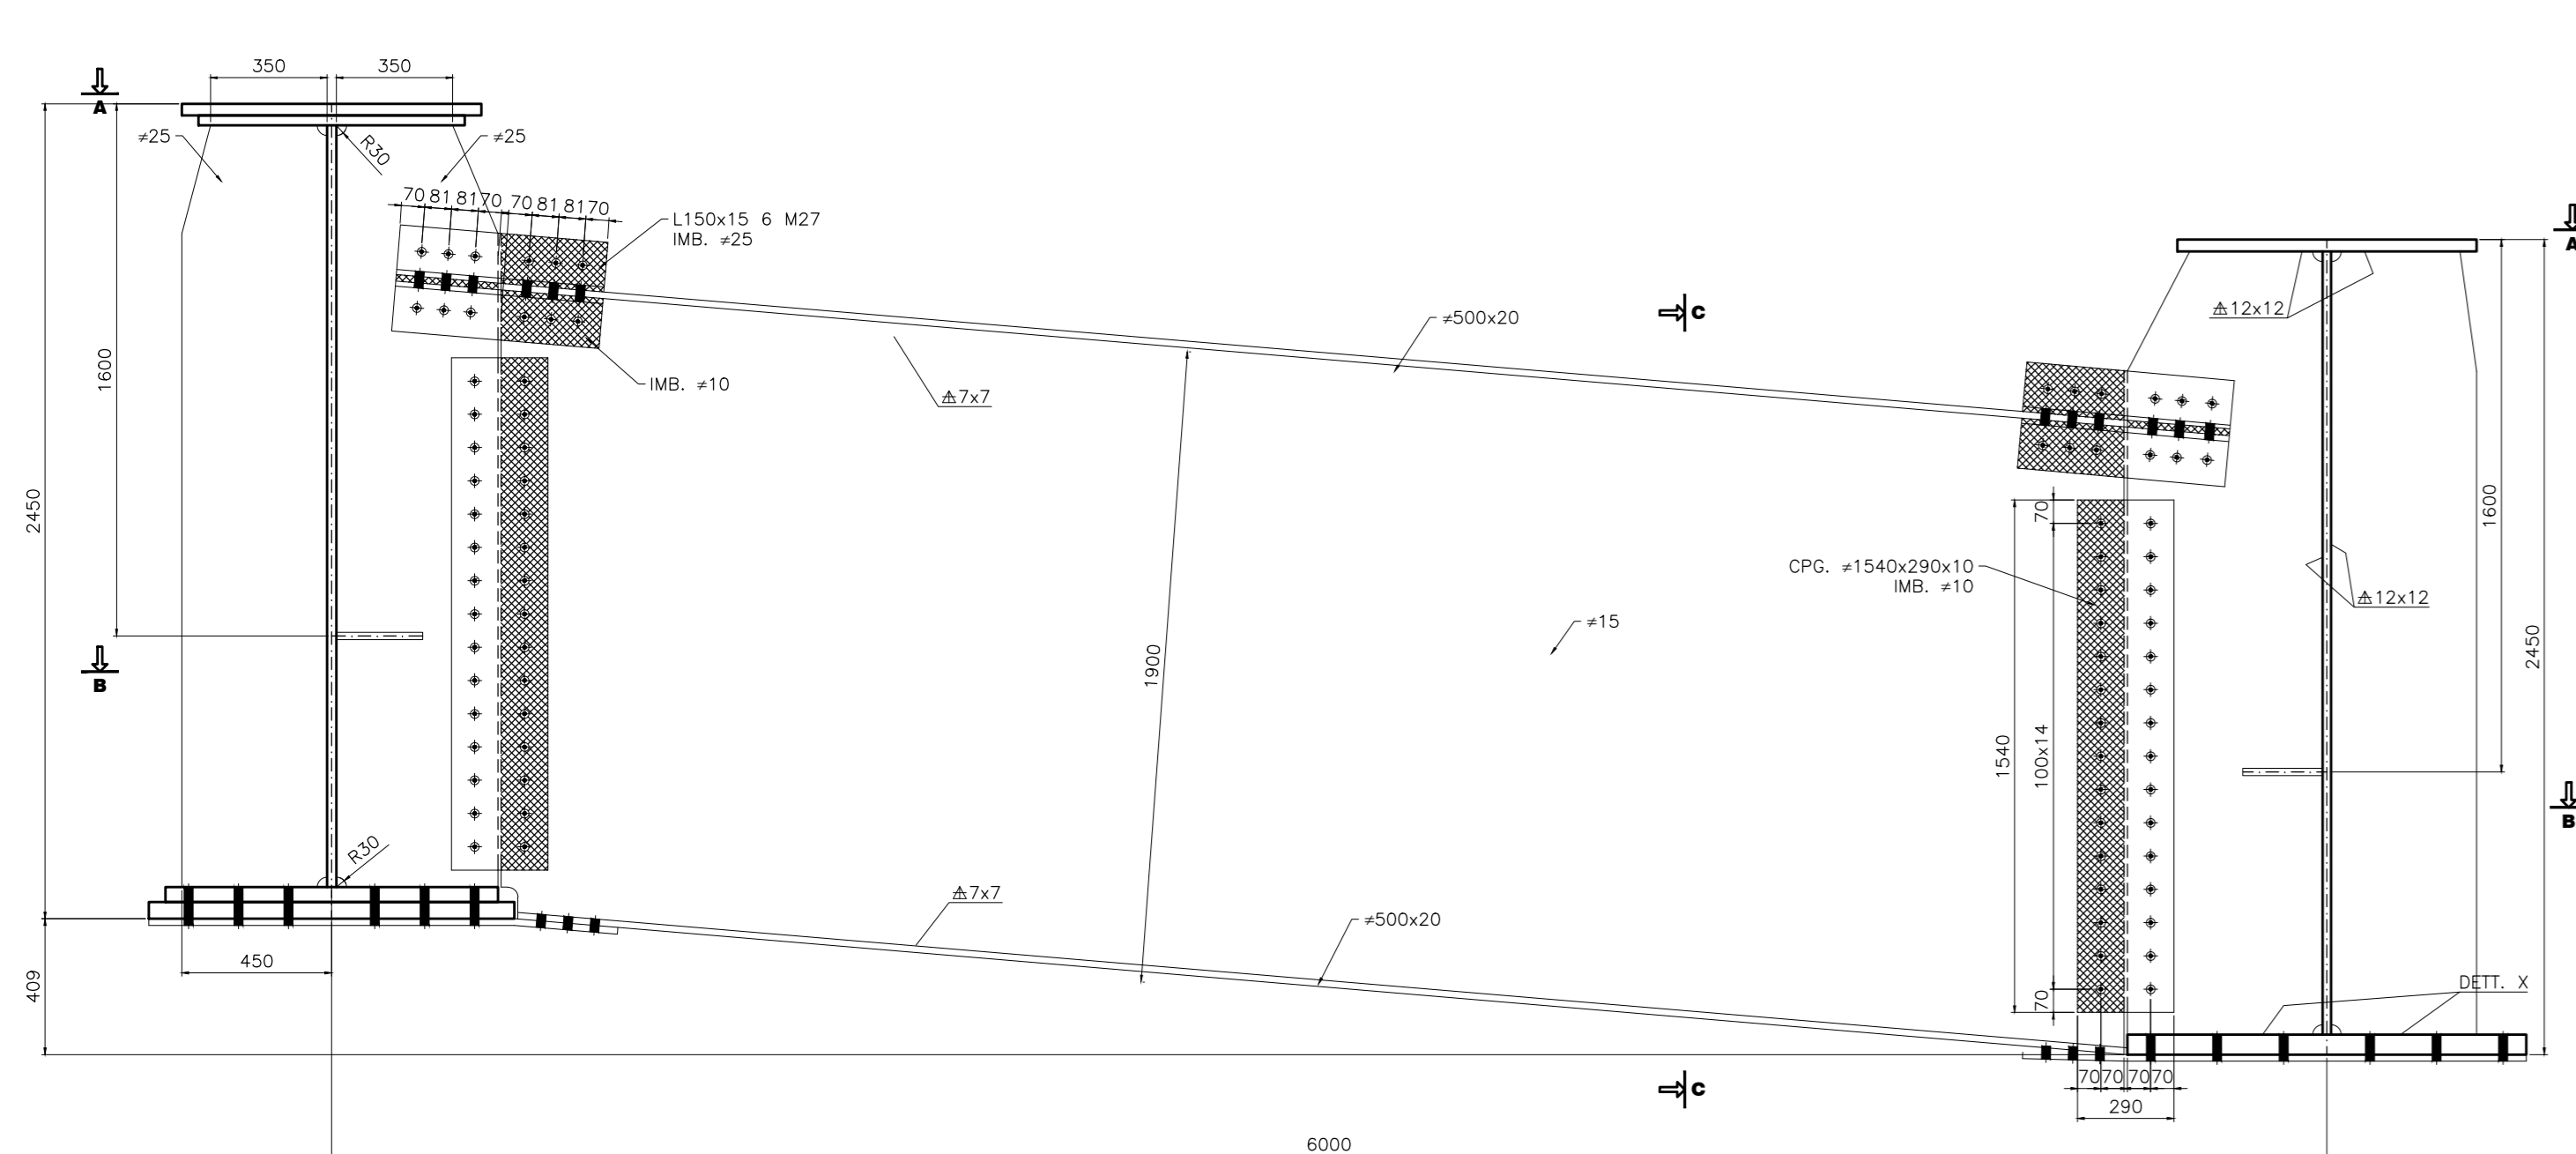 350 350
A
≠25 ≠25
R30
70 81 81 70 70 81 81 70
L150x15 6 M27
IMB. ≠25
A
≠500x20
C
12x12
1600
IMB. ≠10
7x7
2450
70
1600
CPG. ≠1540x290x10
IMB. ≠10
12x12
≠15
1900
2450
B
1540
100x14
B
R30
7x7
≠500x20
450
409
70
DETT. X
70 70 70 70
C
290
6000